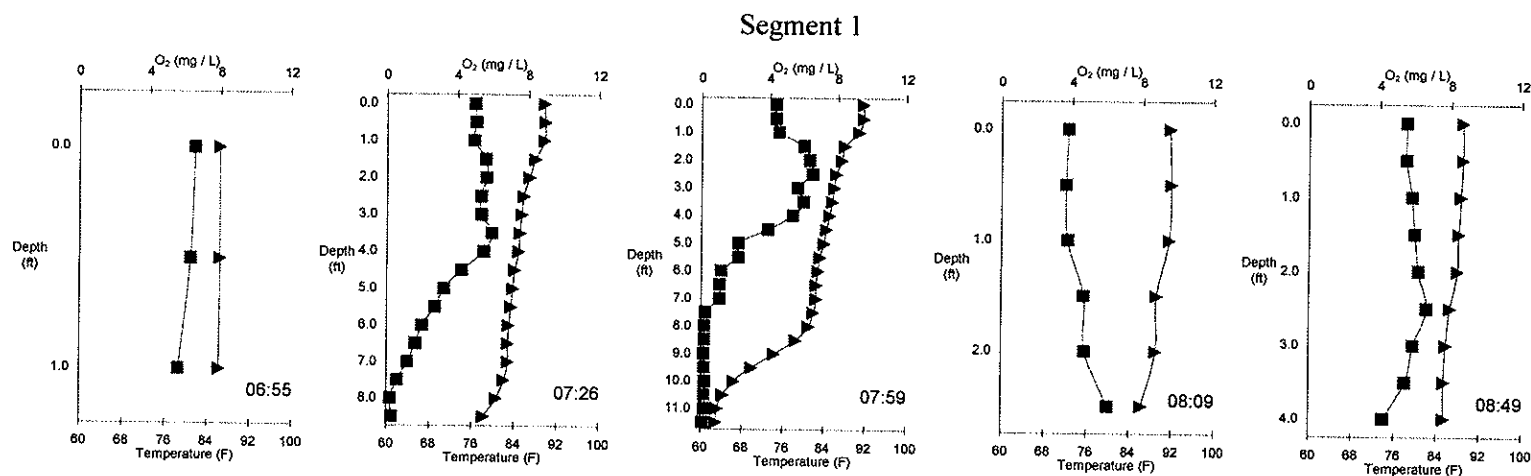 Segment 1
0 4 8 12
O2 (mg / L)
0.0
Depth
(ft)
1.0
06:55
60 68 76 84 92 100
Temperature (F)
0 4 8 12
O2 (mg / L)
0.0
1.0
2.0
3.0
Depth
(ft)
4.0
5.0
6.0
7.0
8.0
07:26
60 68 76 84 92 100
Temperature (F)
0 4 8 12
O2 (mg / L)
0.0
1.0
2.0
3.0
4.0
Depth
(ft)
5.0
6.0
7.0
8.0
9.0
10.0
11.0
07:59
60 68 76 84 92 100
Temperature (F)
0 4 8 12
O2 (mg / L)
0.0
1.0
Depth
(ft)
2.0
08:09
60 68 76 84 92 100
Temperature (F)
0 4 8 12
O2 (mg / L)
0.0
1.0
Depth
(ft)
2.0
3.0
4.0
08:49
60 68 76 84 92 100
Temperature (F)